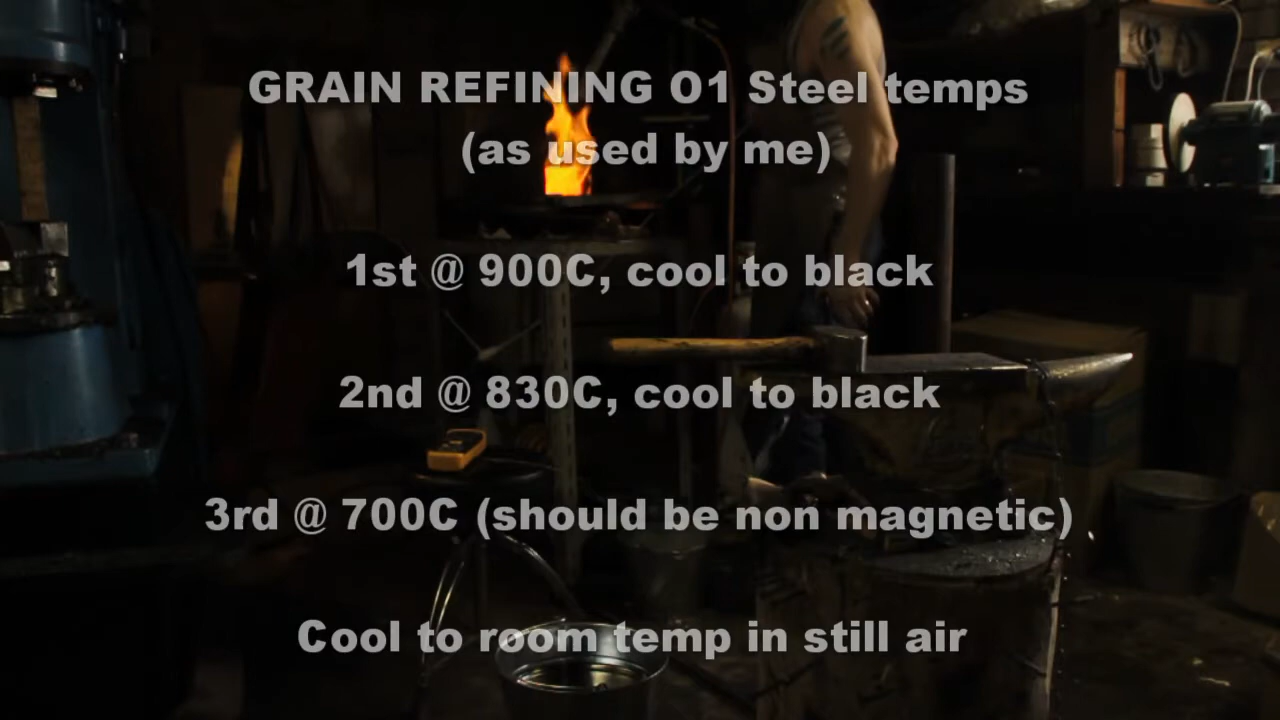 GRAIN REFINING O1 Steel temps
(as used by me)
1st @ 900C, cool to black
2nd @ 830C, cool to black
3rd @ 700C (should be non magnetic)
Cool to room temp in still air